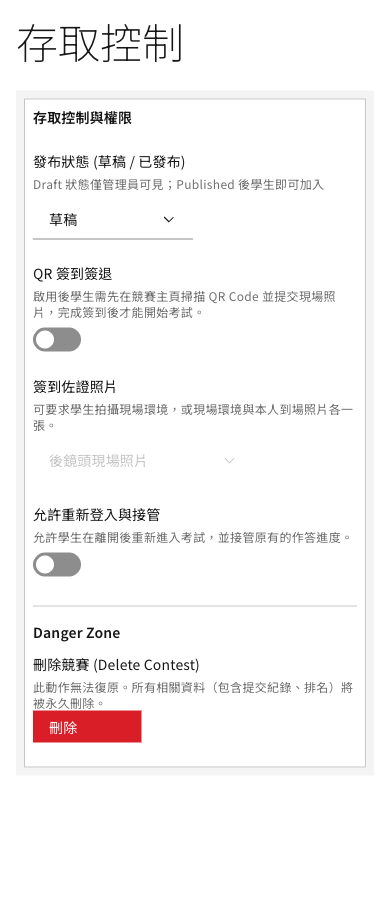 存取控制
存取控制與權限
發布狀態 (草稿 / 已發布)
Draft 狀態僅管理員可見；Published 後學生即可加入
草稿
QR 簽到簽退
啟用後學生需先在競賽主頁掃描 QR Code 並提交現場照
片，完成簽到後才能開始考試。
簽到佐證照片
可要求學生拍攝現場環境，或現場環境與本人到場照片各一
張。
後鏡頭現場照片
允許重新登入與接管
允許學生在離開後重新進入考試，並接管原有的作答進度。
Danger Zone
刪除競賽 (Delete Contest)
此動作無法復原。所有相關資料（包含提交紀錄、排名）將
被永久刪除。
刪除